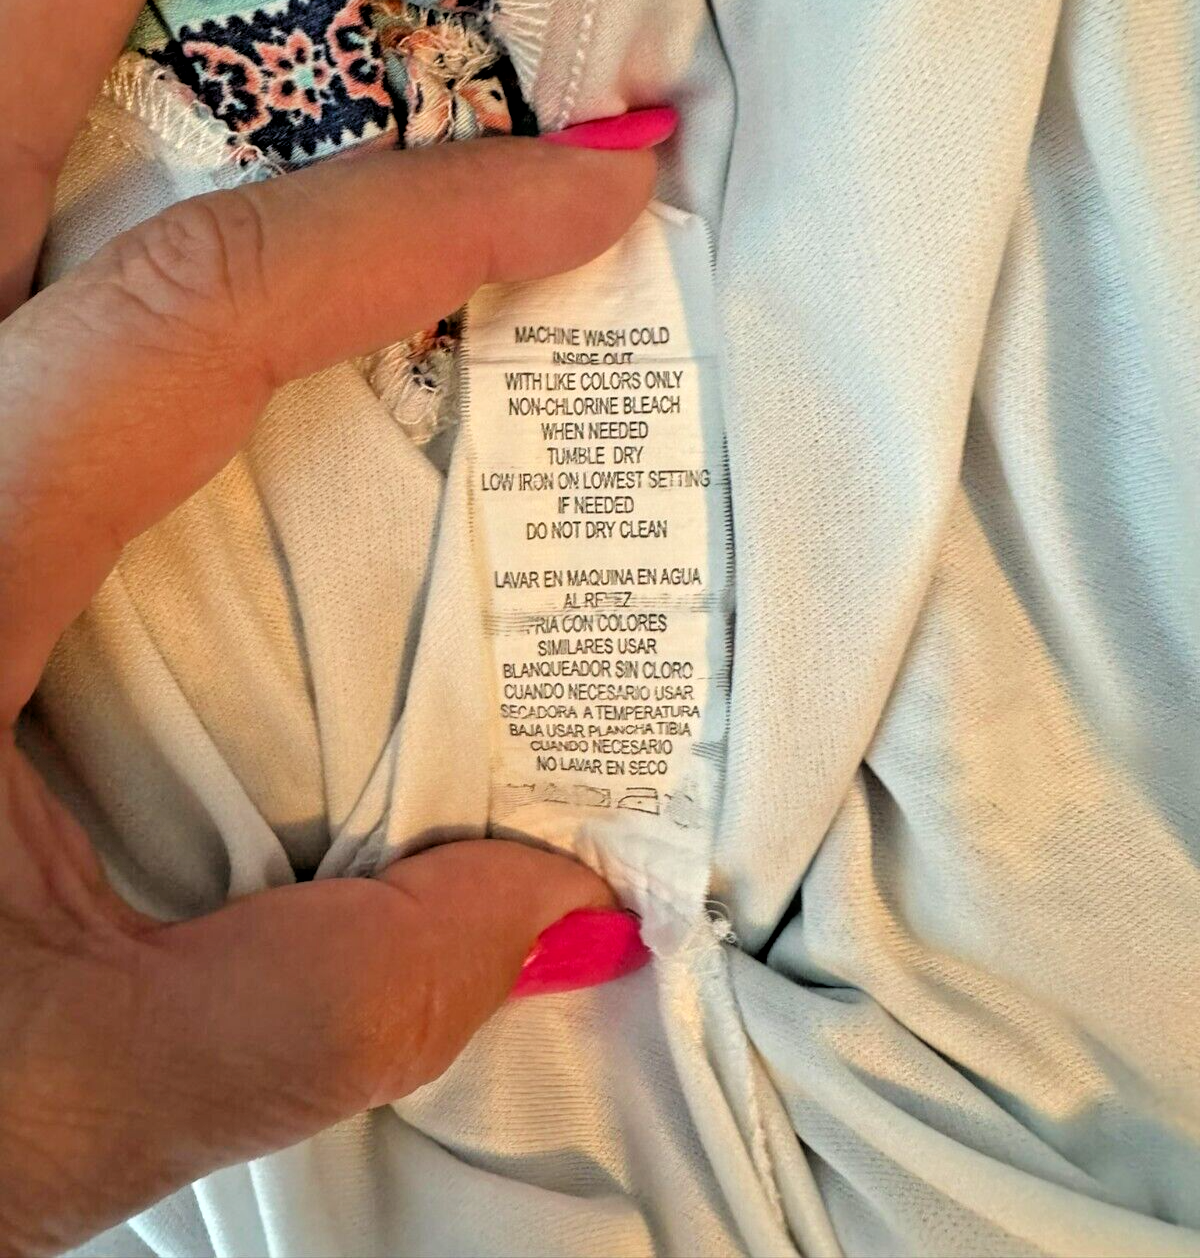 MACHINE WASH COLD
INSIDE OUT
WITH LIKE COLORS ONLY
NON-CHLORINE BLEACH
WHEN NEEDED
TUMBLE DRY
LOW IRON ON LOWEST SETTING
IF NEEDED
DO NOT DRY CLEAN
LAVAR EN MAQUINA EN AGUA
AL REVEZ
FRIA CON COLORES
SIMILARES USAR
BLANQUEADOR SIN CLORO
CUANDO NECESARIO USAR
SECADORA A TEMPERATURA
BAJA USAR PLANCHA TIBIA
CUANDO NECESARIO
NO LAVAR EN SECO